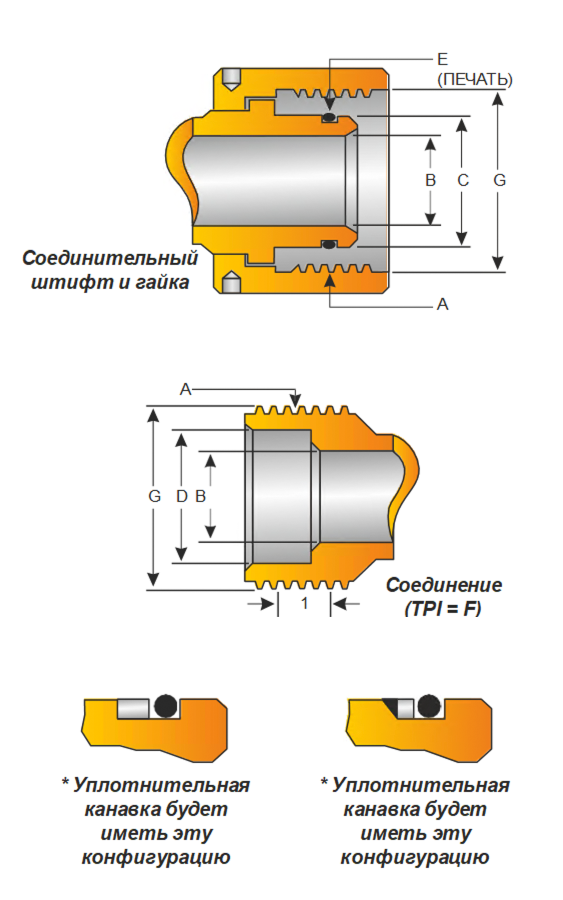 E
(ПЕЧАТЬ)
B
C
G
Соединительный
штифт и гайка
A
A
G
D
B
Соединение
(TPI = F)
1
* Уплотнительная
канавка будет
иметь эту
конфигурацию
* Уплотнительная
канавка будет
иметь эту
конфигурацию